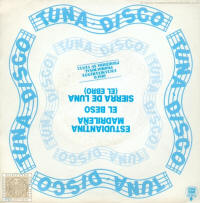 TUNA DISCO
TUNA DISCO
TUNA DISCO
TUNA DISCO
ESTUDIANTINA
MADRILEÑA
EL BESO
SIERRA DE LUNA
(EL EBRO)